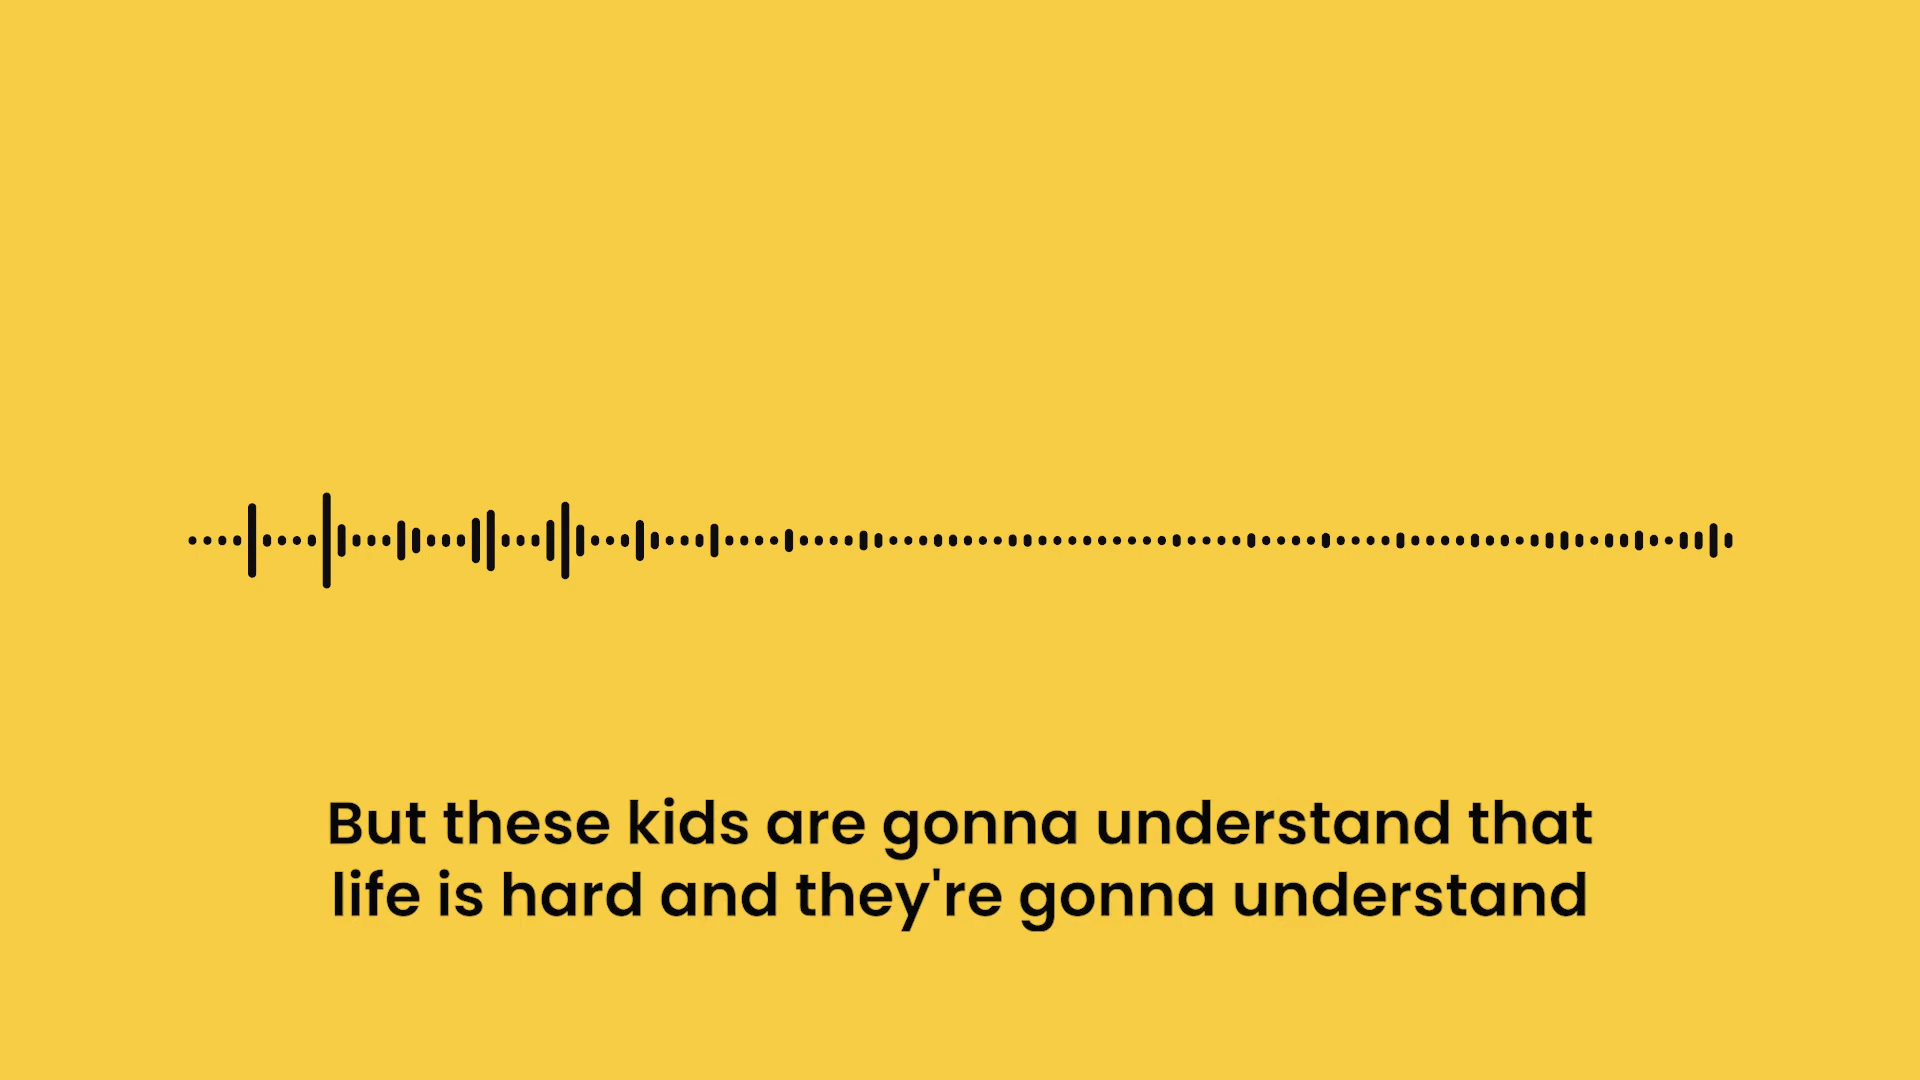 But these kids are gonna understand that
life is hard and they're gonna understand